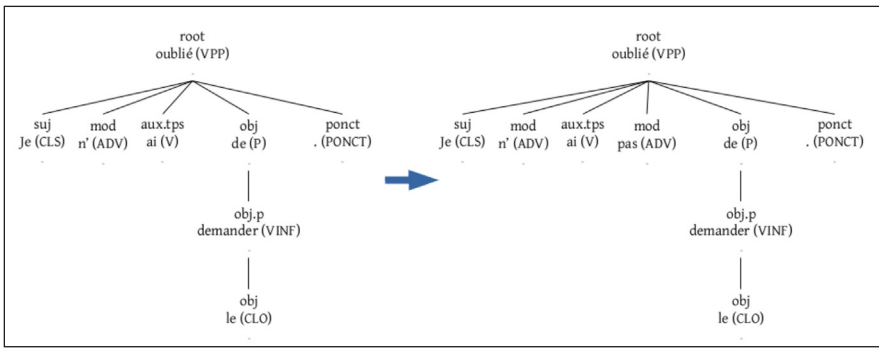 root
oublié (VPP)
suj mod aux.tps obj ponct
Je (CLS) n' (ADV) ai (V) de (P) . (PONCT)
obj.p
demander (VINF)
obj
le (CLO)
root
oublié (VPP)
suj mod aux.tps mod obj ponct
Je (CLS) n' (ADV) ai (V) pas (ADV) de (P) . (PONCT)
obj.p
demander (VINF)
obj
le (CLO)